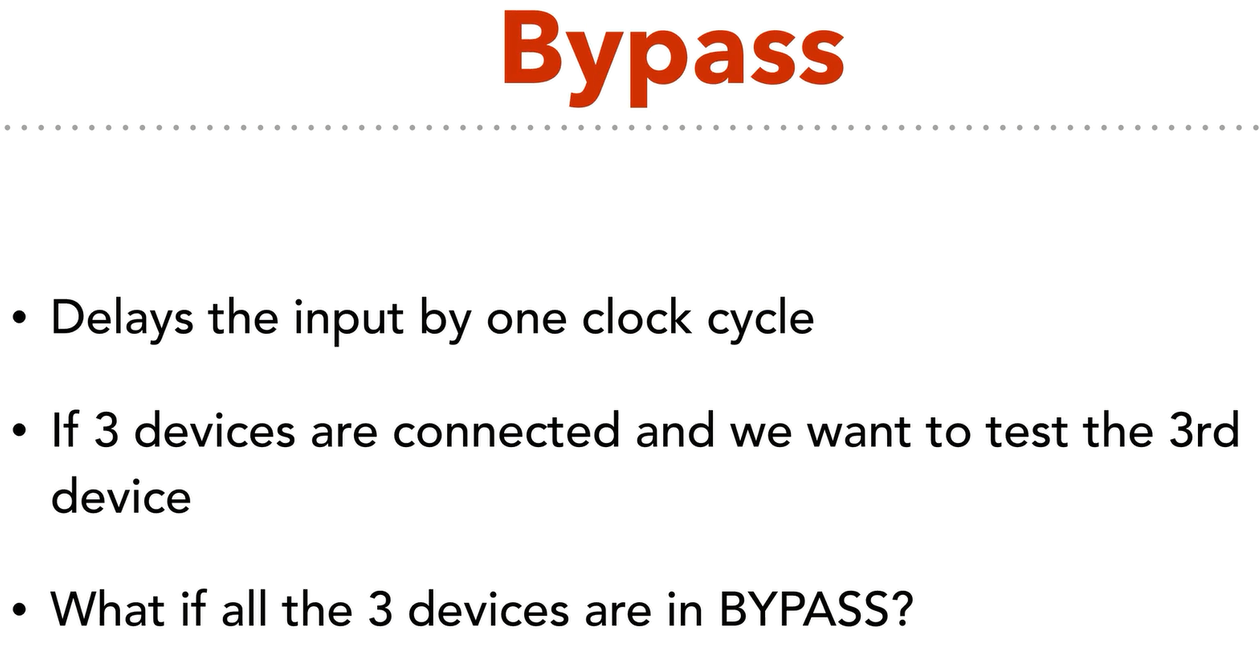 Bypass
• Delays the input by one clock cycle
• If 3 devices are connected and we want to test the 3rd
device
• What if all the 3 devices are in BYPASS?